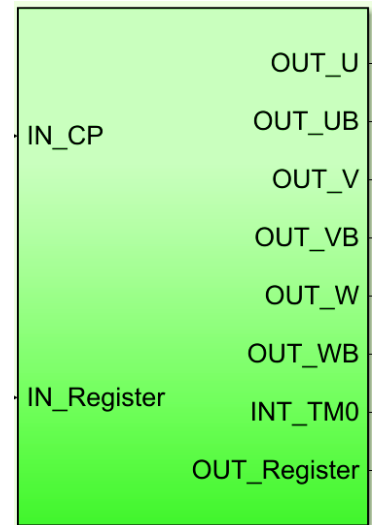 OUT_U
OUT_UB
IN_CP
OUT_V
OUT_VB
OUT_W
OUT_WB
IN_Register
INT_TM0
OUT_Register